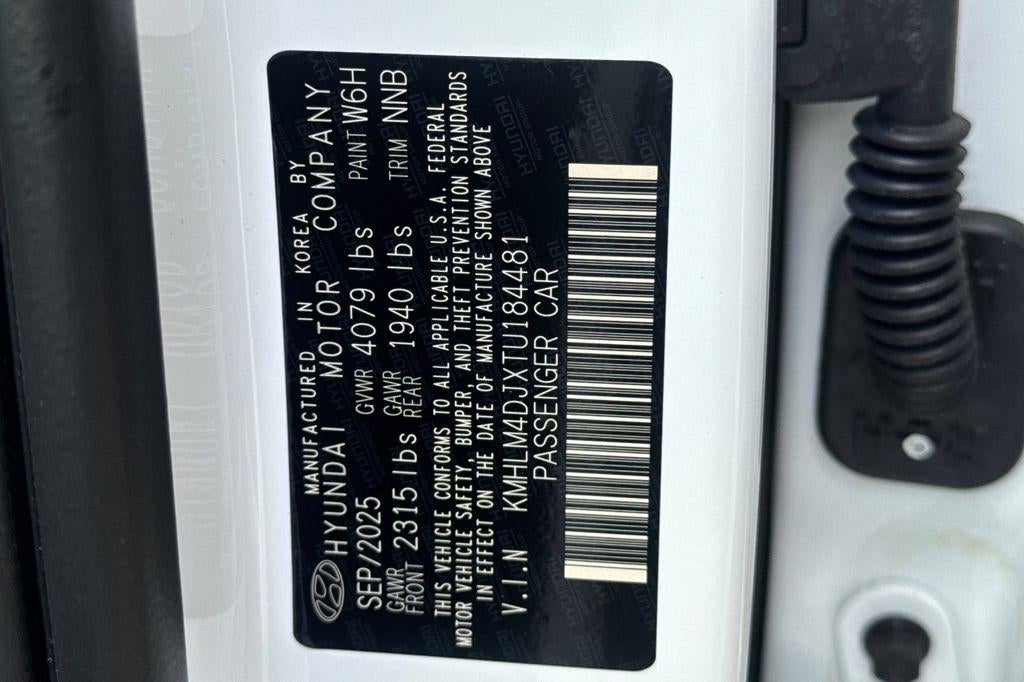 MANUFACTURED IN KOREA BY
HYUNDAI MOTOR COMPANY
SEP/2025 GVWR 4079 lbs PAINT W6H
GAWR FRONT 2315 lbs GAWR REAR 1940 lbs TRIM NNB
THIS VEHICLE CONFORMS TO ALL APPLICABLE U.S.A. FEDERAL
MOTOR VEHICLE SAFETY, BUMPER, AND THEFT PREVENTION STANDARDS
IN EFFECT ON THE DATE OF MANUFACTURE SHOWN ABOVE
V.I.N KMHLM4DJXTU184481
PASSENGER CAR